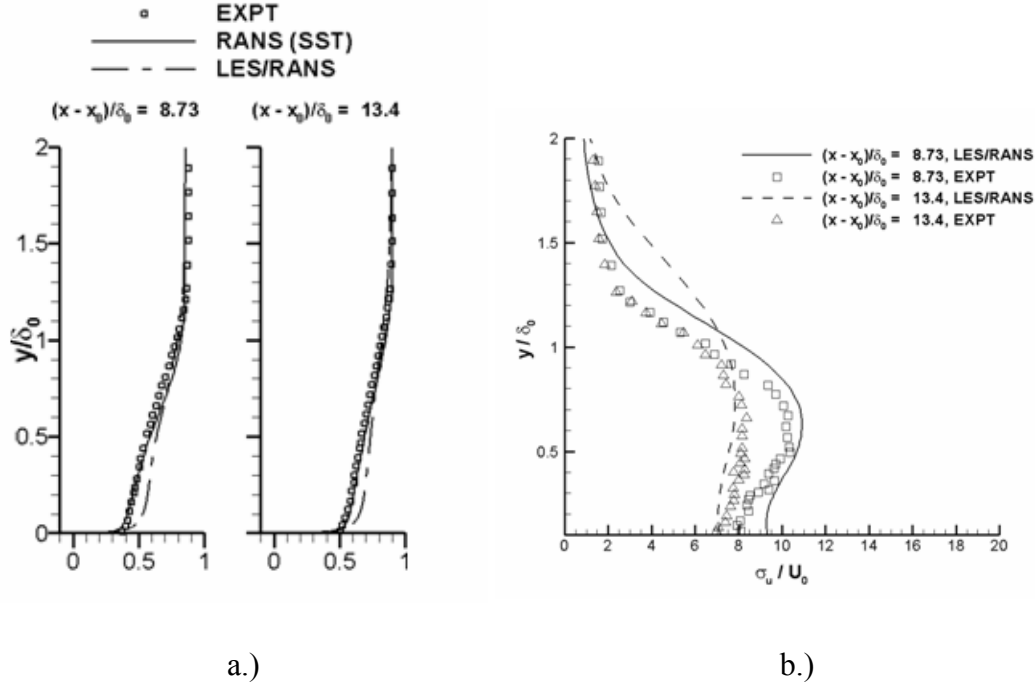 EXPT
RANS (SST)
LES/RANS
(x - x₀)/δ₀ = 8.73
(x - x₀)/δ₀ = 13.4
y/δ₀
2
1.5
1
0.5
0
0 0.5 1
0 0.5 1
(x - x₀)/δ₀ = 8.73, LES/RANS
(x - x₀)/δ₀ = 8.73, EXPT
(x - x₀)/δ₀ = 13.4, LES/RANS
(x - x₀)/δ₀ = 13.4, EXPT
y / δ₀
2
1.5
1
0.5
0 2 4 6 8 10 12 14 16 18 20
σᵤ / U₀
a.) b.)